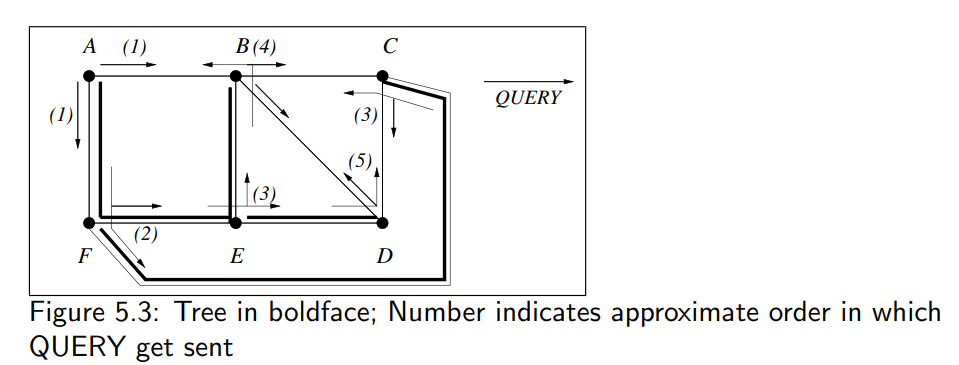 A (1) B (4) C
(1) (3) QUERY
(5)
(3)
(2)
F E D
Figure 5.3: Tree in boldface; Number indicates approximate order in which
QUERY get sent